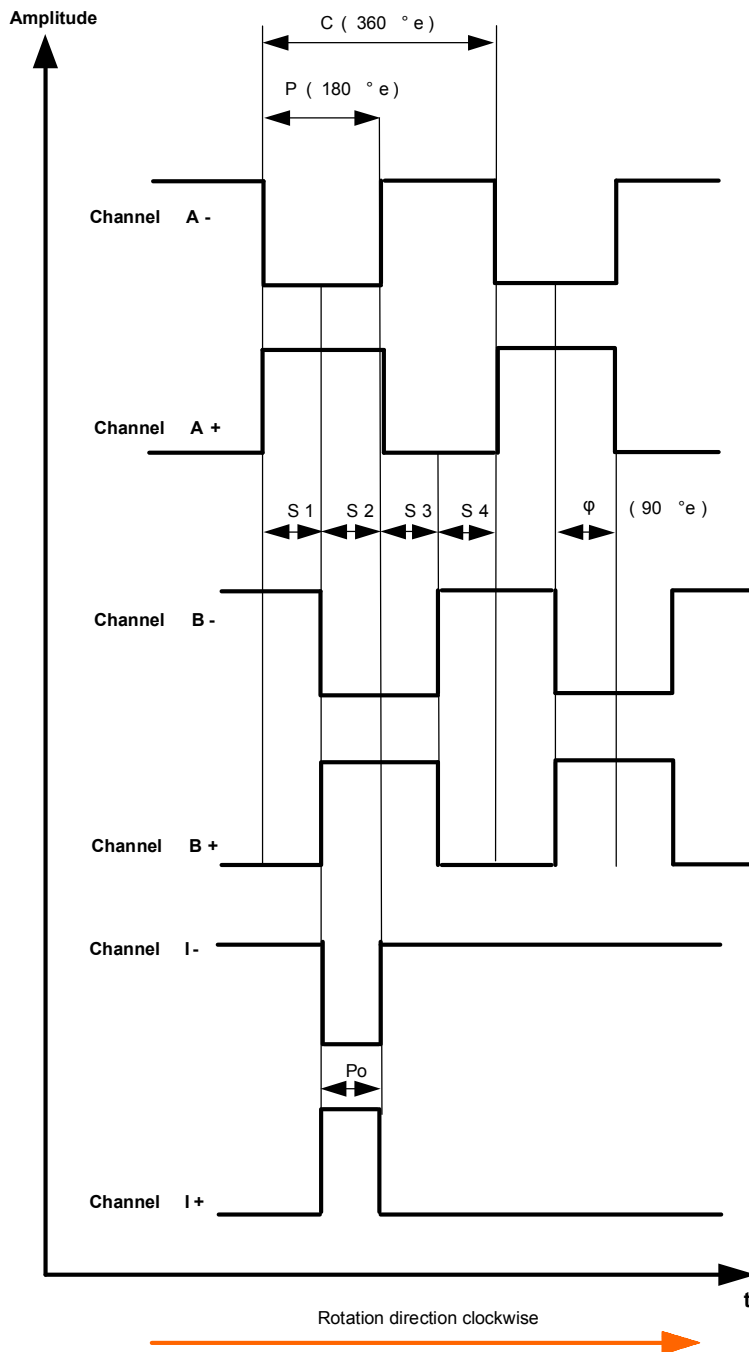 Amplitude
C ( 360 ° e )
P ( 180 ° e )
Channel A -
Channel A +
S 1 S 2 S 3 S 4 φ ( 90 ° e )
Channel B -
Channel B +
Channel I -
Po
Channel I +
t
Rotation direction clockwise